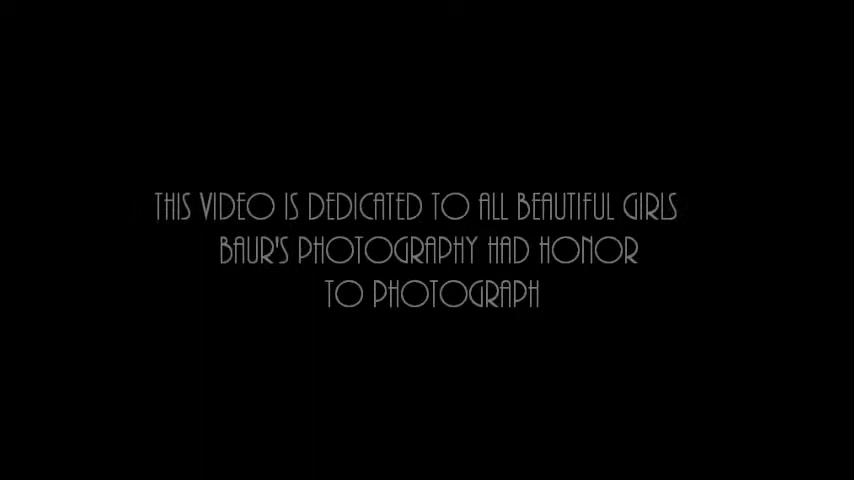 THIS VIDEO IS DEDICATED TO ALL BEAUTIFUL GIRLS
BAUR'S PHOTOGRAPHY HAD HONOR
TO PHOTOGRAPH